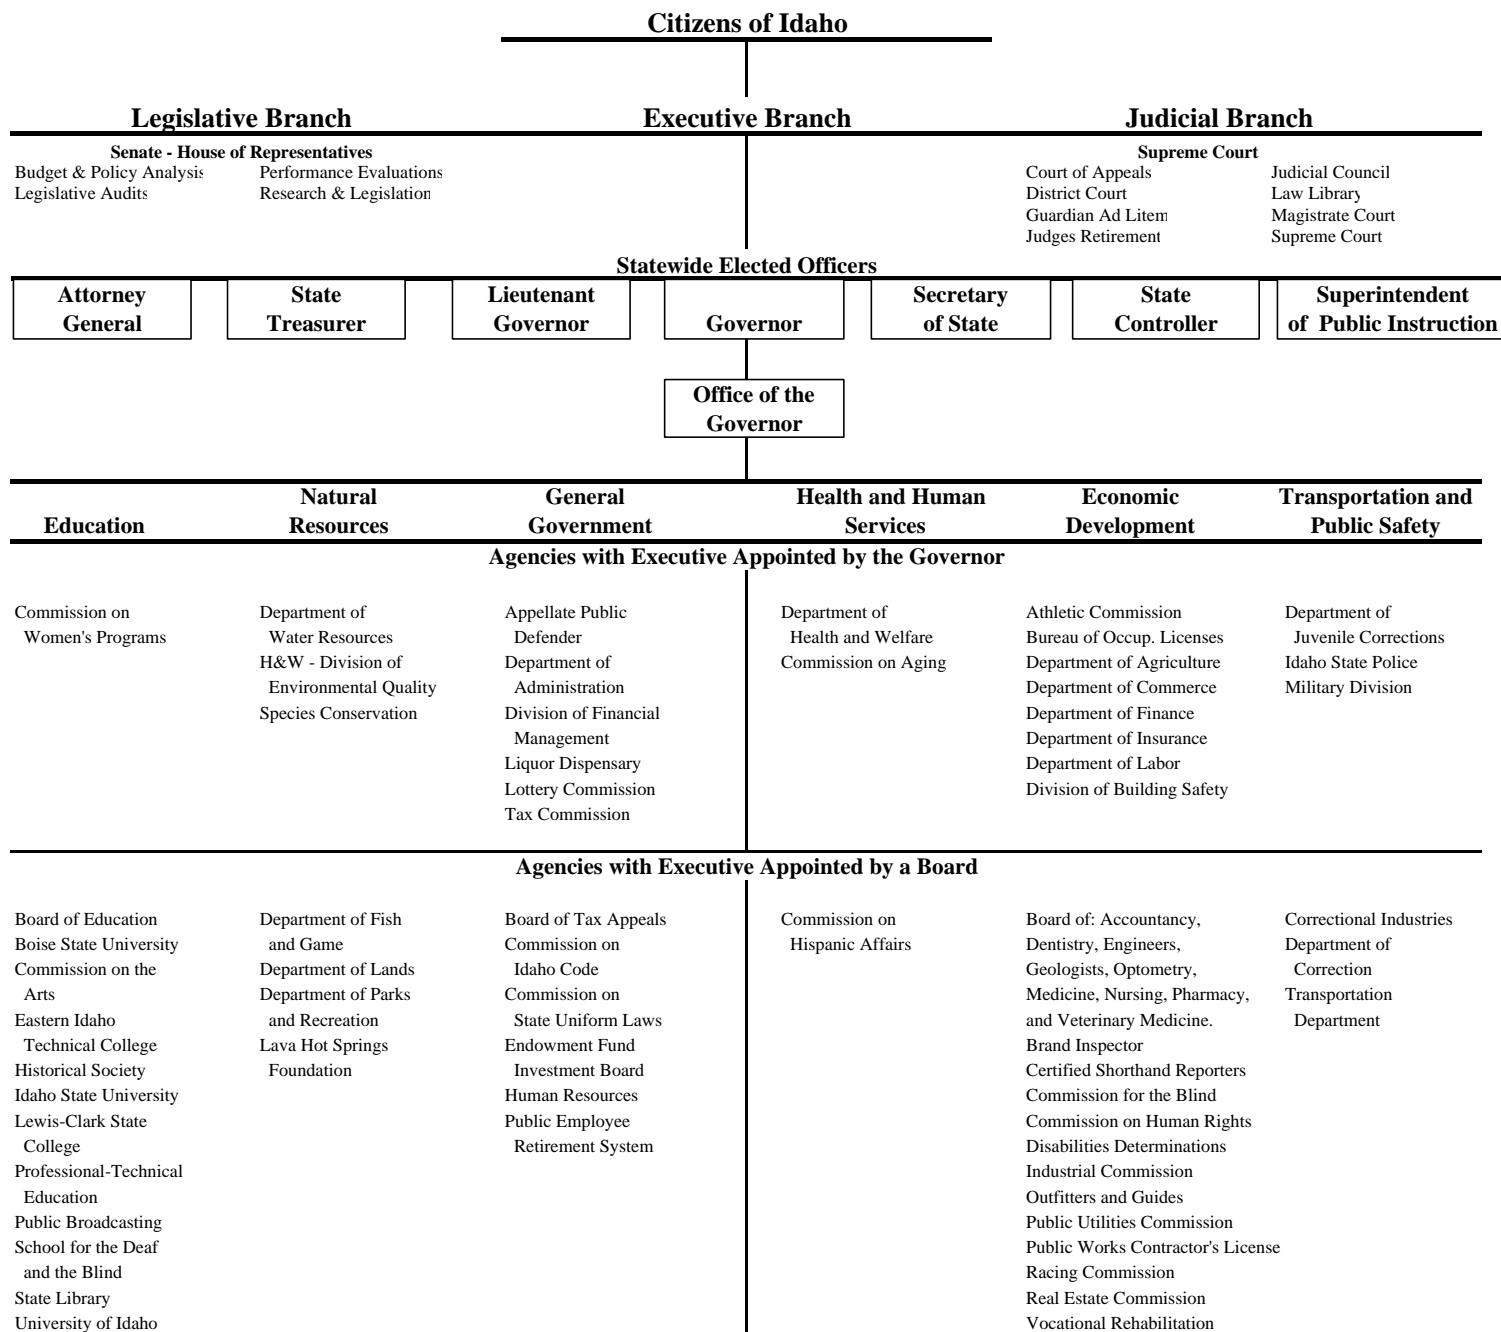 Citizens of Idaho
Legislative Branch
Executive Branch
Judicial Branch
Senate - House of Representatives
Budget & Policy Analysis
Performance Evaluations
Legislative Audits
Research & Legislation
Supreme Court
Court of Appeals
Judicial Council
District Court
Law Library
Guardian Ad Litem
Magistrate Court
Judges Retirement
Supreme Court
Statewide Elected Officers
Attorney
General
State
Treasurer
Lieutenant
Governor
Governor
Secretary
of State
State
Controller
Superintendent
of Public Instruction
Office of the
Governor
Education
Natural
Resources
General
Government
Health and Human
Services
Economic
Development
Transportation and
Public Safety
Agencies with Executive Appointed by the Governor
Commission on
Women's Programs
Department of
Water Resources
H&W - Division of
Environmental Quality
Species Conservation
Appellate Public
Defender
Department of
Administration
Division of Financial
Management
Liquor Dispensary
Lottery Commission
Tax Commission
Department of
Health and Welfare
Commission on Aging
Athletic Commission
Bureau of Occup. Licenses
Department of Agriculture
Department of Commerce
Department of Finance
Department of Insurance
Department of Labor
Division of Building Safety
Department of
Juvenile Corrections
Idaho State Police
Military Division
Agencies with Executive Appointed by a Board
Board of Education
Boise State University
Commission on the
Arts
Eastern Idaho
Technical College
Historical Society
Idaho State University
Lewis-Clark State
College
Professional-Technical
Education
Public Broadcasting
School for the Deaf
and the Blind
State Library
University of Idaho
Department of Fish
and Game
Department of Lands
Department of Parks
and Recreation
Lava Hot Springs
Foundation
Board of Tax Appeals
Commission on
Idaho Code
Commission on
State Uniform Laws
Endowment Fund
Investment Board
Human Resources
Public Employee
Retirement System
Commission on
Hispanic Affairs
Board of: Accountancy,
Dentistry, Engineers,
Geologists, Optometry,
Medicine, Nursing, Pharmacy,
and Veterinary Medicine.
Brand Inspector
Certified Shorthand Reporters
Commission for the Blind
Commission on Human Rights
Disabilities Determinations
Industrial Commission
Outfitters and Guides
Public Utilities Commission
Public Works Contractor's License
Racing Commission
Real Estate Commission
Vocational Rehabilitation
Correctional Industries
Department of
Correction
Transportation
Department